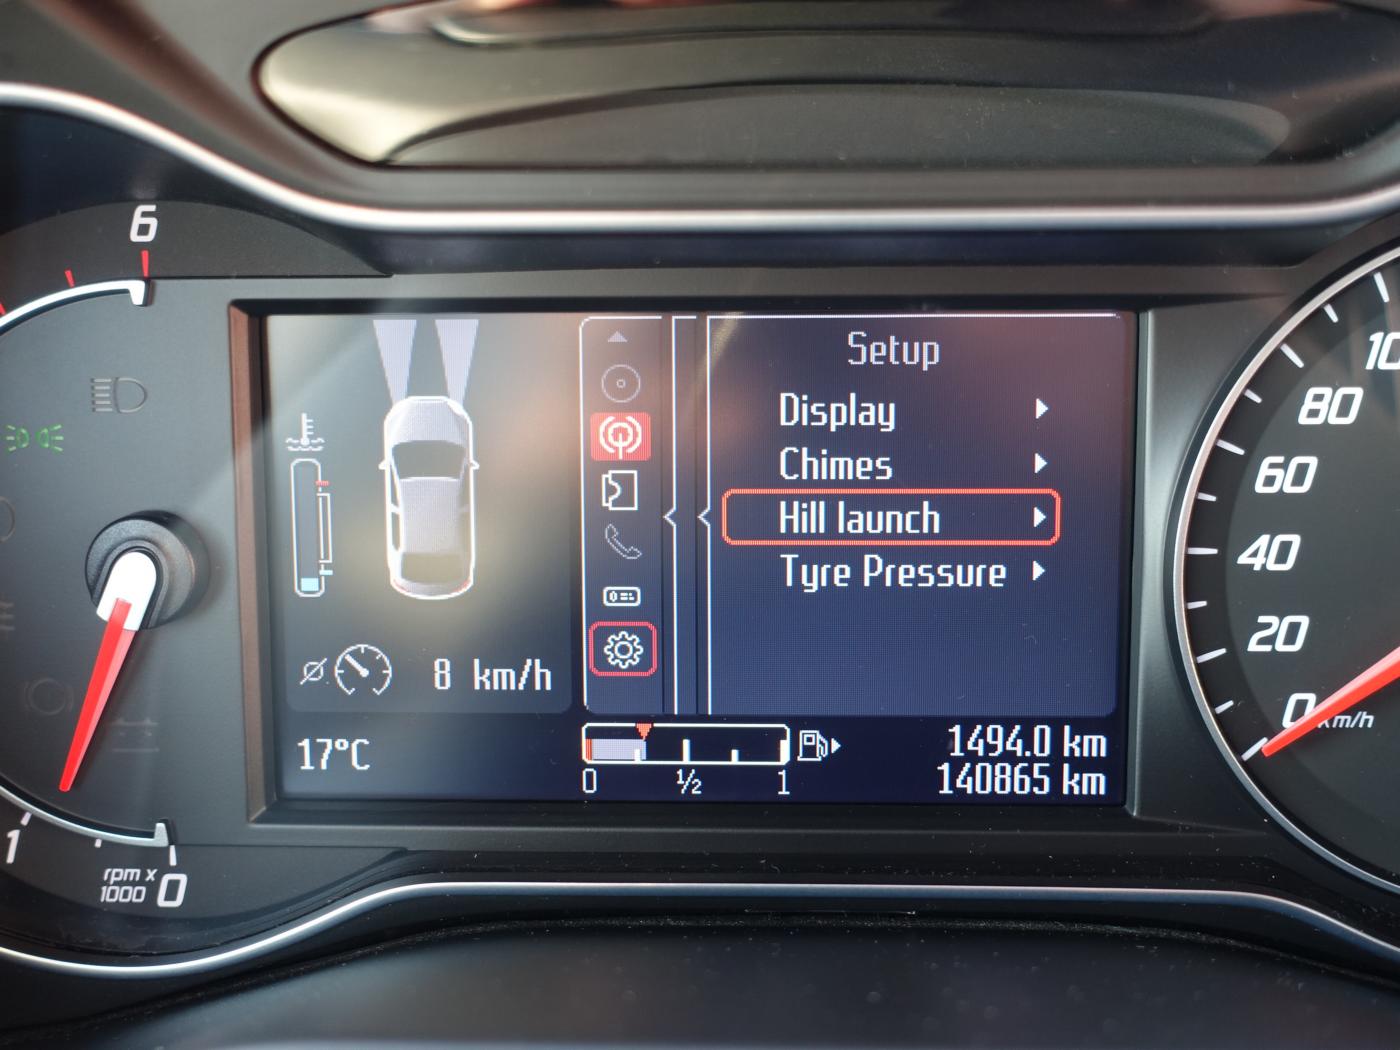 6
Setup
Display
Chimes
Hill launch
Tyre Pressure
8 km/h
17°C
0 ½ 1
1494.0 km
140865 km
1
rpm x
1000
0
80
60
40
20
0
km/h